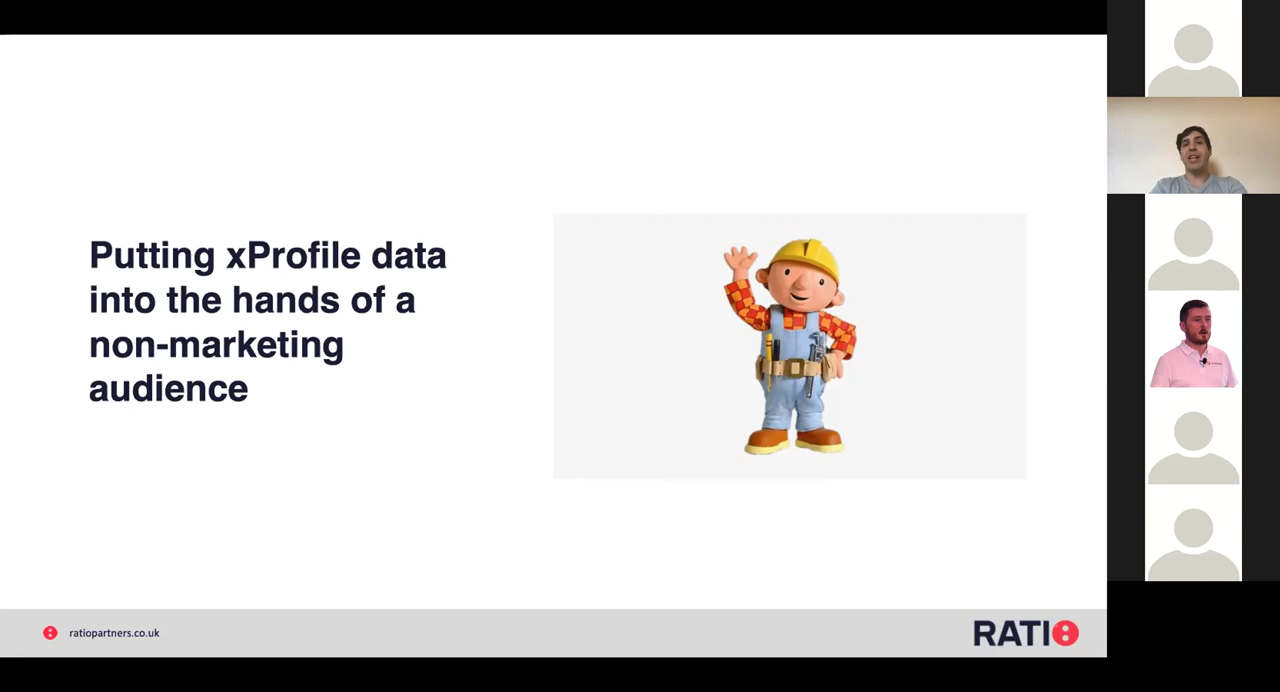 Putting xProfile data
into the hands of a
non-marketing
audience
ratiopartners.co.uk
RATIO